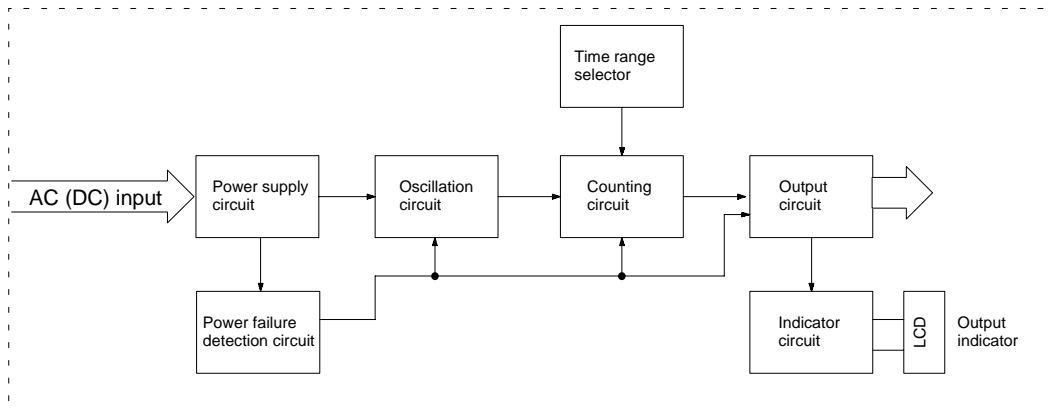 Time range
selector
AC (DC) input
Power supply
circuit
Oscillation
circuit
Counting
circuit
Output
circuit
Power failure
detection circuit
Indicator
circuit
LCD
Output
indicator